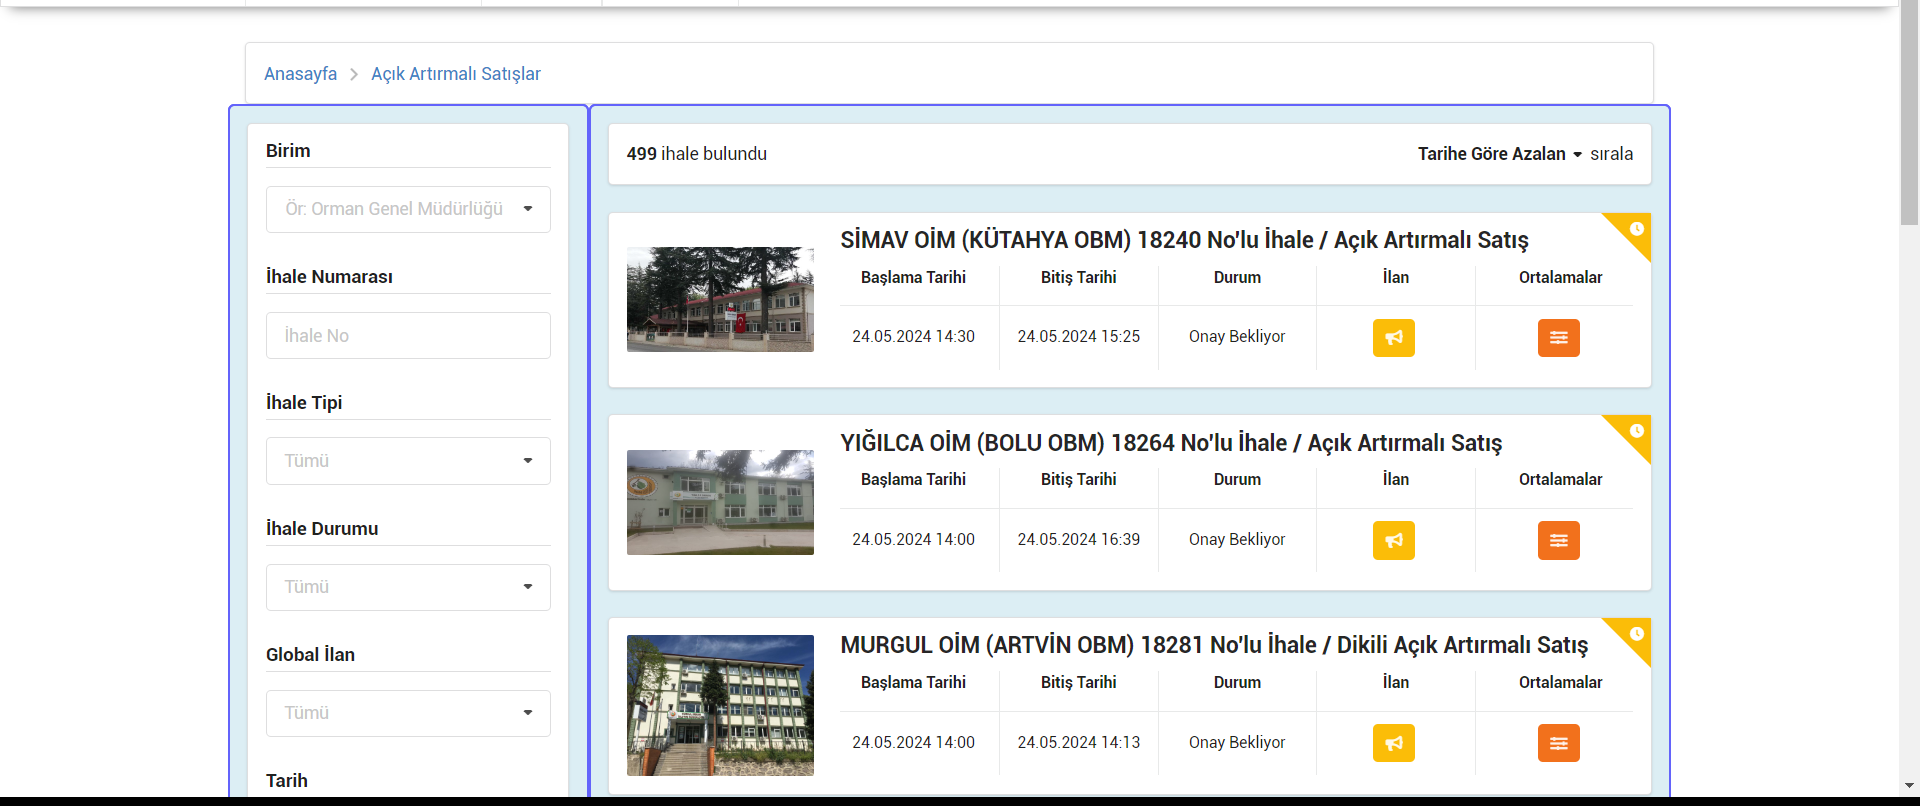 Anasayfa > Açık Artırmalı Satışlar
Birim
Ör: Orman Genel Müdürlüğü
İhale Numarası
İhale No
İhale Tipi
Tümü
İhale Durumu
Tümü
Global İlan
Tümü
Tarih
499 ihale bulundu
Tarihe Göre Azalan sırala
SİMAV OİM (KÜTAHYA OBM) 18240 No'lu İhale / Açık Artırmalı Satış
Başlama Tarihi Bitiş Tarihi Durum İlan Ortalamalar
24.05.2024 14:30 24.05.2024 15:25 Onay Bekliyor
YIĞILCA OİM (BOLU OBM) 18264 No'lu İhale / Açık Artırmalı Satış
Başlama Tarihi Bitiş Tarihi Durum İlan Ortalamalar
24.05.2024 14:00 24.05.2024 16:39 Onay Bekliyor
MURGUL OİM (ARTVİN OBM) 18281 No'lu İhale / Dikili Açık Artırmalı Satış
Başlama Tarihi Bitiş Tarihi Durum İlan Ortalamalar
24.05.2024 14:00 24.05.2024 14:13 Onay Bekliyor